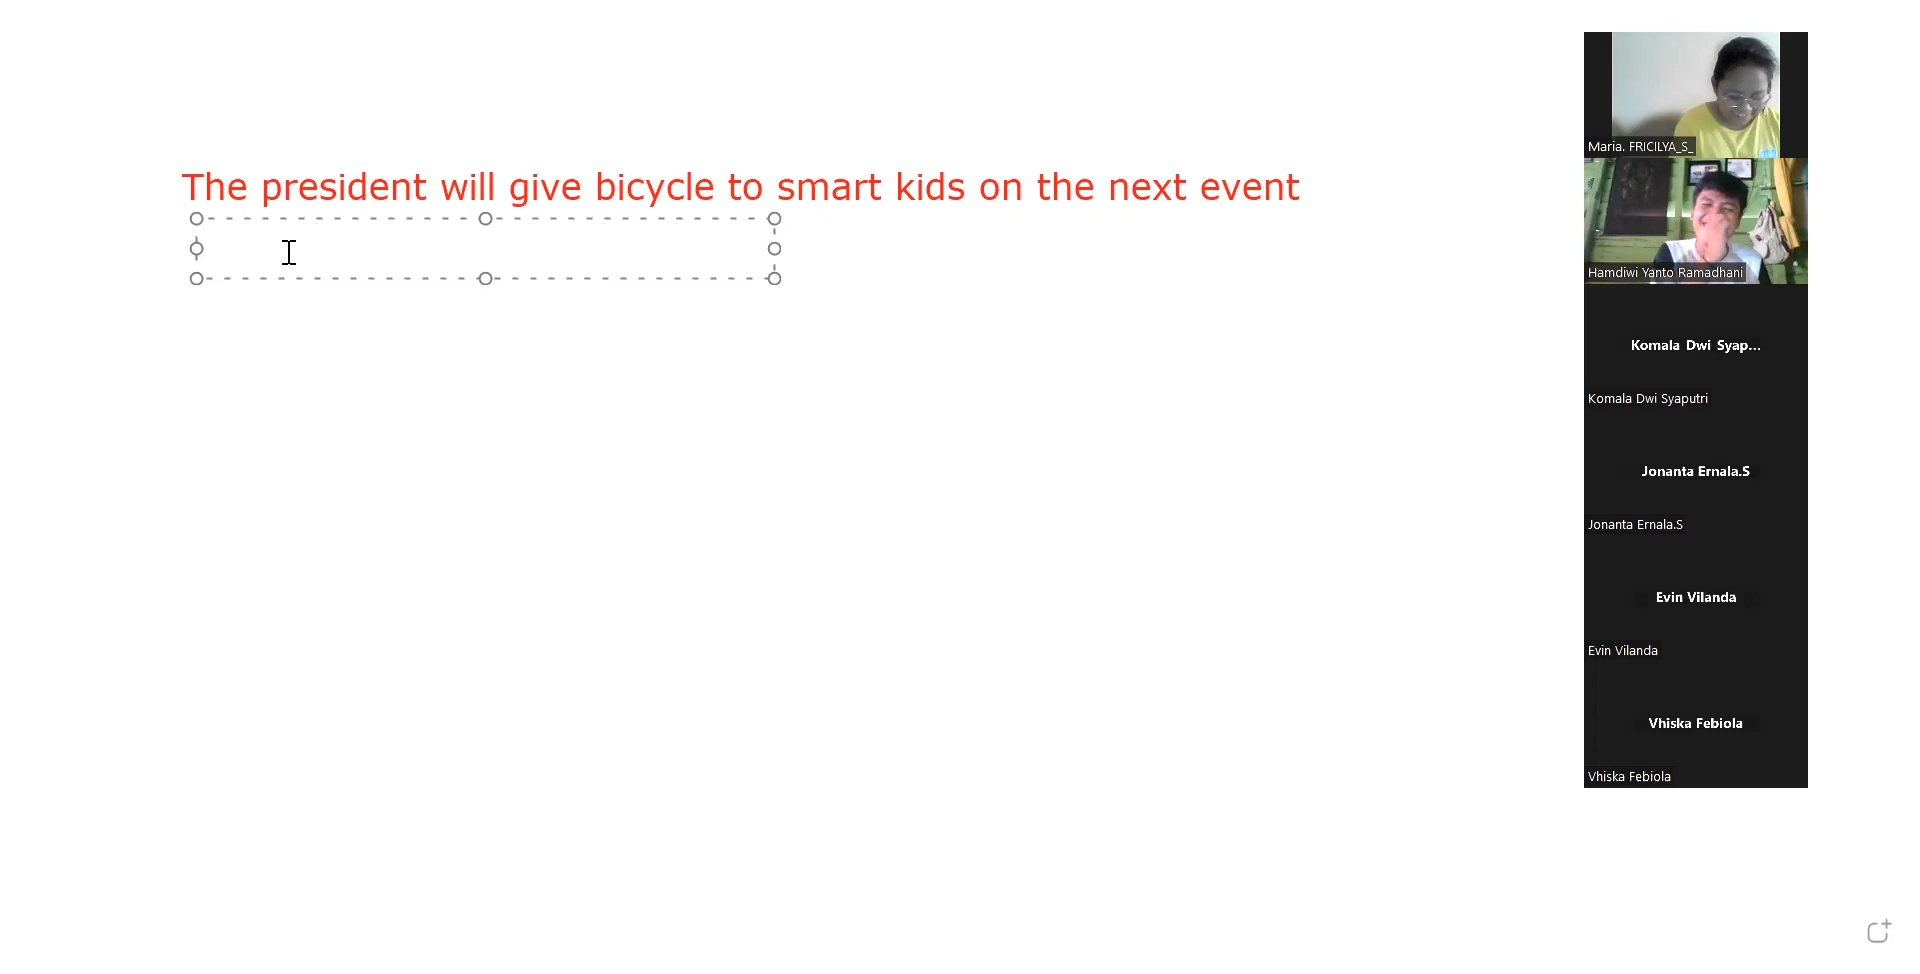 The president will give bicycle to smart kids on the next event
Maria. FRICILYA_S_
Hamdiwi Yanto Ramadhani
Komala Dwi Syap...
Komala Dwi Syaputri
Jonanta Ernala.S
Jonanta Ernala.S
Evin Vilanda
Evin Vilanda
Vhiska Febiola
Vhiska Febiola